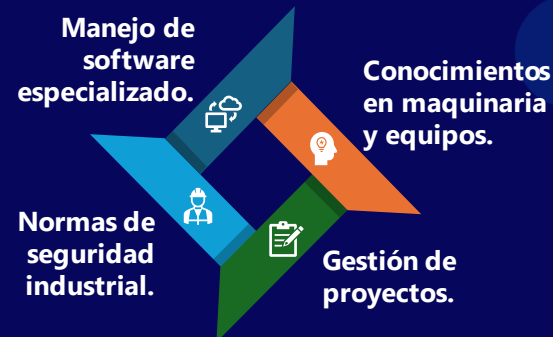 Manejo de
software
especializado.
Conocimientos
en maquinaria
y equipos.
Normas de
seguridad
industrial.
Gestión de
proyectos.